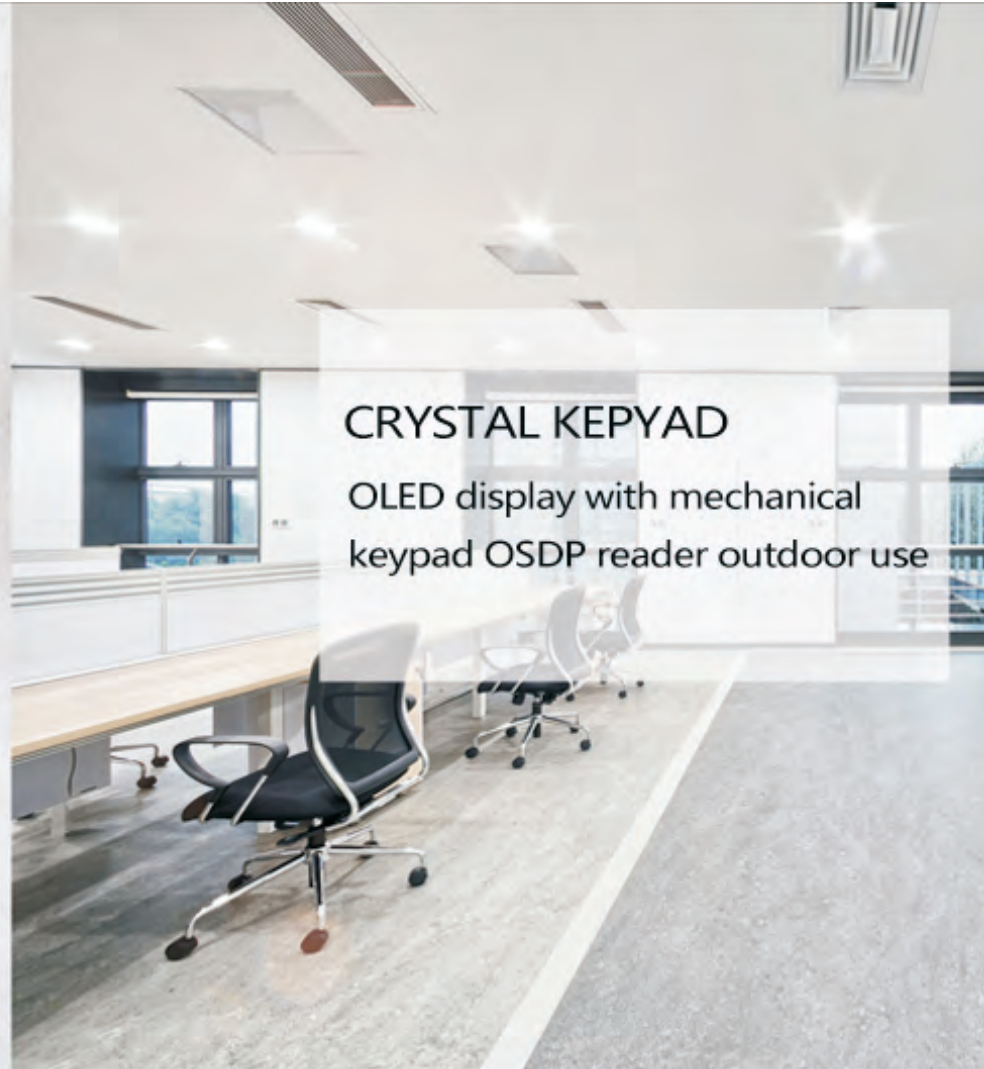 CRYSTAL KEPYAD
OLED display with mechanical
keypad OSDP reader outdoor use